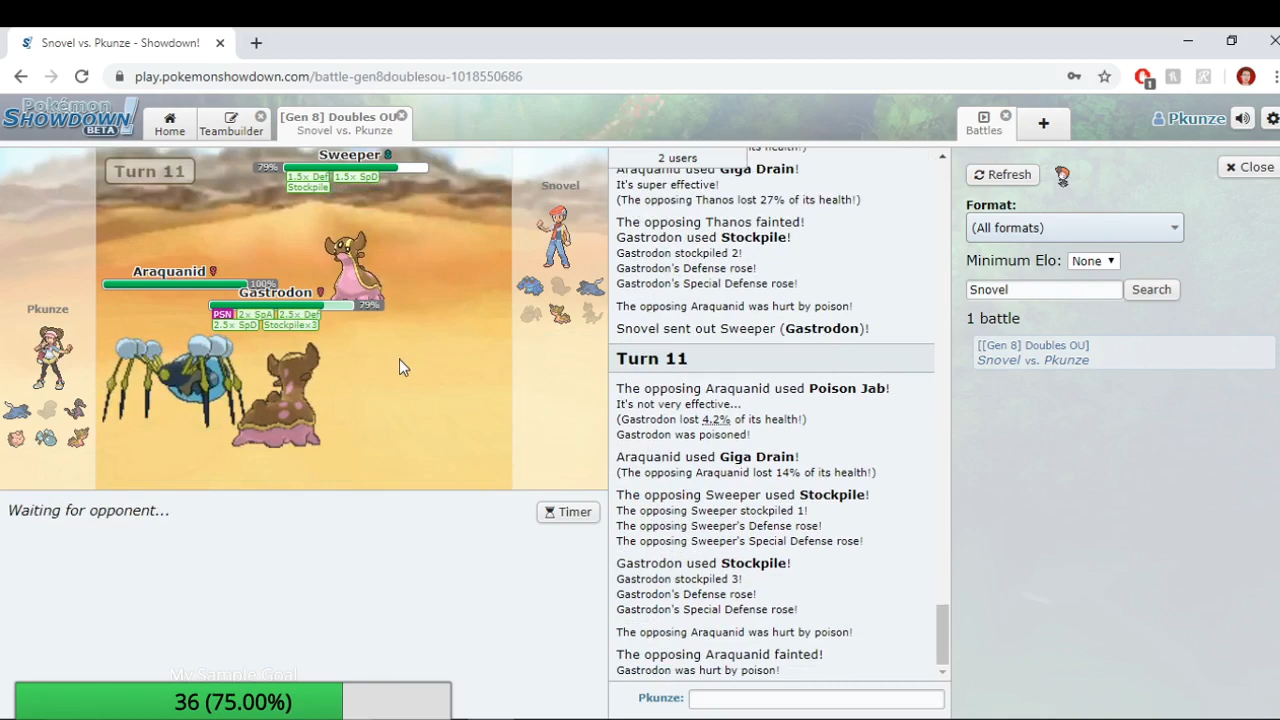 Snovel vs. Pkunze - Showdown!
play.pokemonshowdown.com/battle-gen8doublesou-1018550686
1
Pokémon
SHOWDOWN
BETA
Home
Teambuilder
[Gen 8] Doubles OU
Snovel vs. Pkunze
Battles
Pkunze
Turn 11
Sweeper
79%
1.5× Def 1.5× SpD
Stockpile
Snovel
Araquanid
100%
Gastrodon
79%
PSN 2× SpA 2.5× Def
2.5× SpD Stockpile×3
Pkunze
Waiting for opponent...
Timer
My Sample Goal
36 (75.00%)
2 users
its health!)
Araquanid used Giga Drain!
It's super effective!
(The opposing Thanos lost 27% of its health!)
The opposing Thanos fainted!
Gastrodon used Stockpile!
Gastrodon stockpiled 2!
Gastrodon's Defense rose!
Gastrodon's Special Defense rose!
The opposing Araquanid was hurt by poison!
Snovel sent out Sweeper (Gastrodon)!
Turn 11
The opposing Araquanid used Poison Jab!
It's not very effective...
(Gastrodon lost 4.2% of its health!)
Gastrodon was poisoned!
Araquanid used Giga Drain!
(The opposing Araquanid lost 14% of its health!)
The opposing Sweeper used Stockpile!
The opposing Sweeper stockpiled 1!
The opposing Sweeper's Defense rose!
The opposing Sweeper's Special Defense rose!
Gastrodon used Stockpile!
Gastrodon stockpiled 3!
Gastrodon's Defense rose!
Gastrodon's Special Defense rose!
The opposing Araquanid was hurt by poison!
The opposing Araquanid fainted!
Gastrodon was hurt by poison!
Pkunze:
Refresh
Close
Format:
(All formats)
Minimum Elo: None
Snovel
Search
1 battle
[[Gen 8] Doubles OU]
Snovel vs. Pkunze